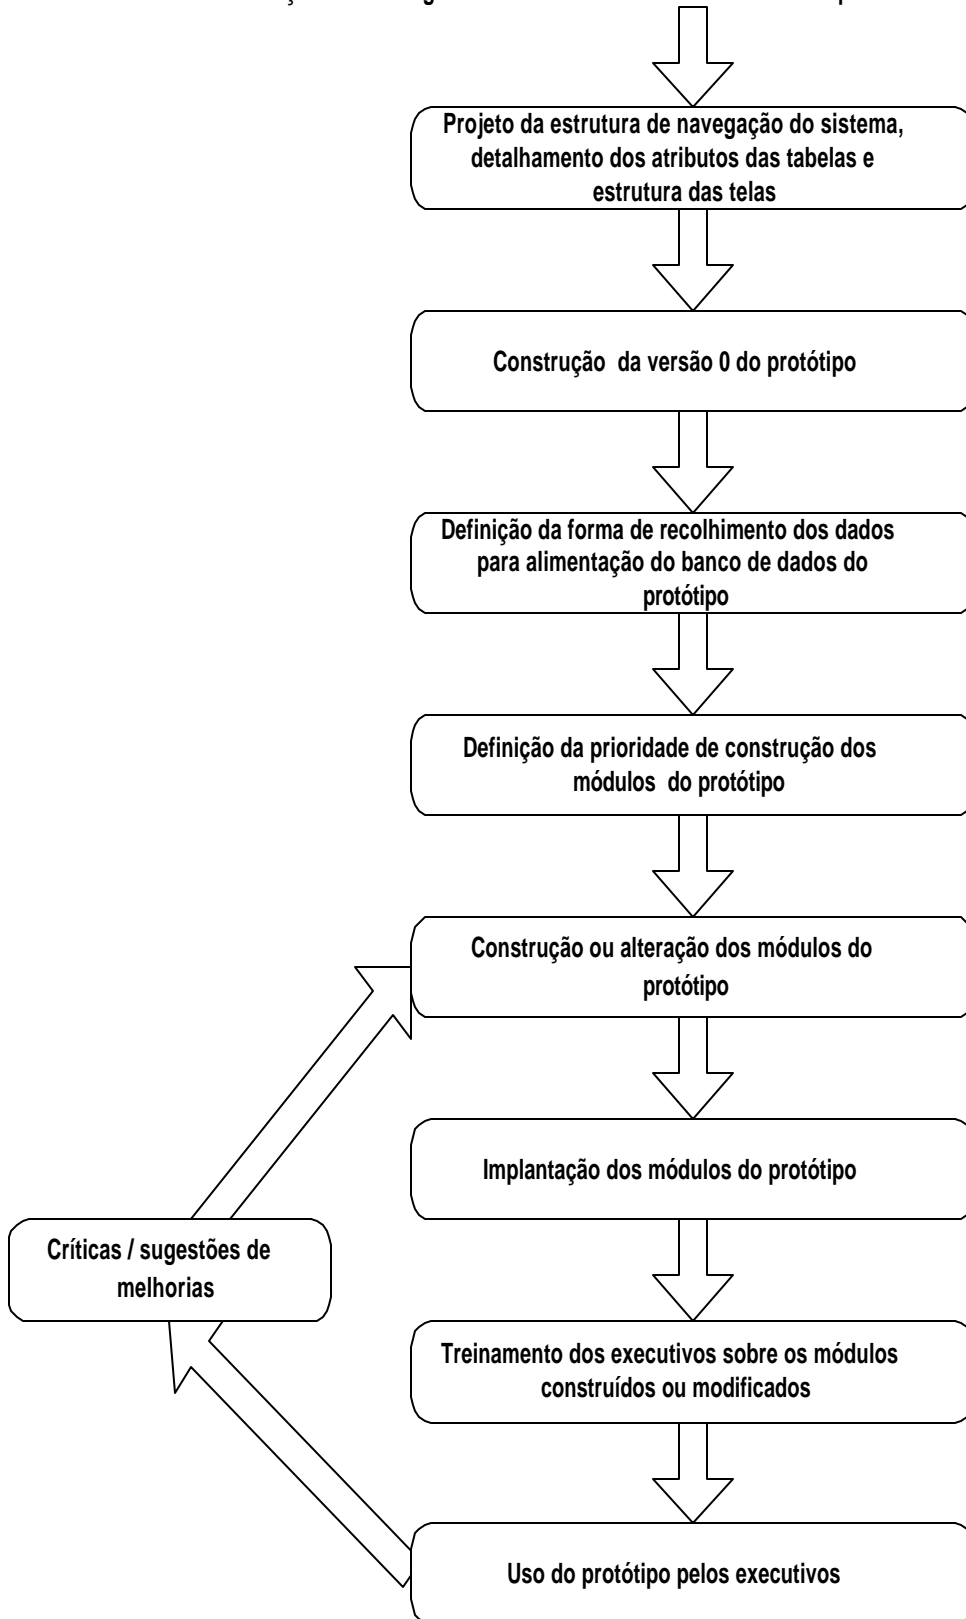 Projeto da estrutura de navegação do sistema,
detalhamento dos atributos das tabelas e
estrutura das telas
Construção da versão 0 do protótipo
Definição da forma de recolhimento dos dados
para alimentação do banco de dados do
protótipo
Definição da prioridade de construção dos
módulos do protótipo
Construção ou alteração dos módulos do
protótipo
Implantação dos módulos do protótipo
Críticas / sugestões de
melhorias
Treinamento dos executivos sobre os módulos
construídos ou modificados
Uso do protótipo pelos executivos